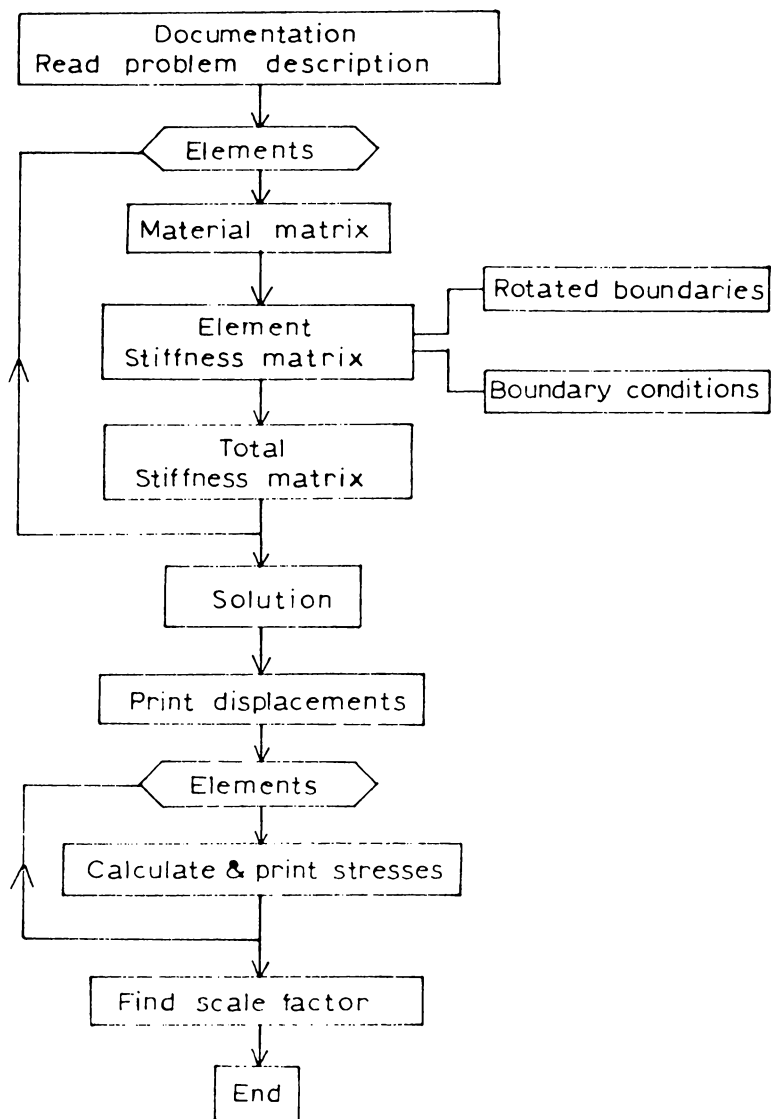 Documentation
Read problem description
Elements
Material matrix
Element
Stiffness matrix
Rotated boundaries
Boundary conditions
Total
Stiffness matrix
Solution
Print displacements
Elements
Calculate & print stresses
Find scale factor
End